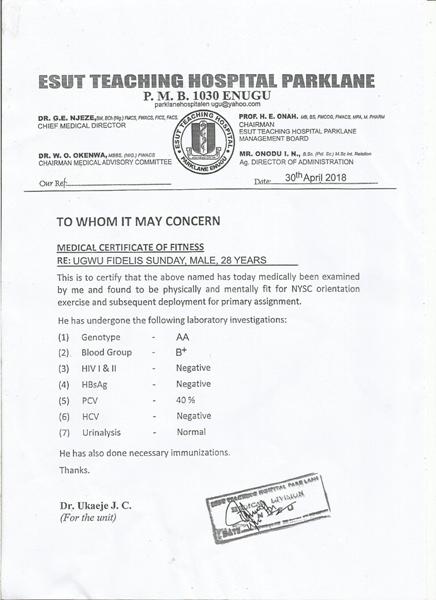 ESUT TEACHING HOSPITAL PARKLANE
P. M. B. 1030 ENUGU
parklanehospitalen ugu@yahoo.com
DR. G.E. NJEZE, BM, BCh (Nig.) FMCS, FWACS, FICS, FACS,
CHIEF MEDICAL DIRECTOR
PROF. H. E. ONAH. MB, BS, FWCOG, FWACS, MPA, M. PHARM
CHAIRMAN
ESUT TEACHING HOSPITAL PARKLANE
MANAGEMENT BOARD
ESUT TEACHING HOSPITAL
PARKLANE ENUGU
DR. W. O. OKENWA, MBBS, (NIG.) FWACS
CHAIRMAN MEDICAL ADVISORY COMMITTEE
MR. ONODU I. N., B.Sc. (Pol. Sc.) M.Sc Int. Relation
Ag. DIRECTOR OF ADMINISTRATION
Our Ref:
Date: 30th April 2018
TO WHOM IT MAY CONCERN
MEDICAL CERTIFICATE OF FITNESS
RE: UGWU FIDELIS SUNDAY, MALE, 28 YEARS
This is to certify that the above named has today medically been examined
by me and found to be physically and mentally fit for NYSC orientation
exercise and subsequent deployment for primary assignment.
He has undergone the following laboratory investigations:
(1) Genotype - AA
(2) Blood Group - B+
(3) HIV I & II - Negative
(4) HBsAg - Negative
(5) PCV - 40 %
(6) HCV - Negative
(7) Urinalysis - Normal
He has also done necessary immunizations.
Thanks.
Dr. Ukaeje J. C.
(For the unit)
ESUT TEACHING HOSPITAL PARK LANE
MEDICAL DIVISION
DATE